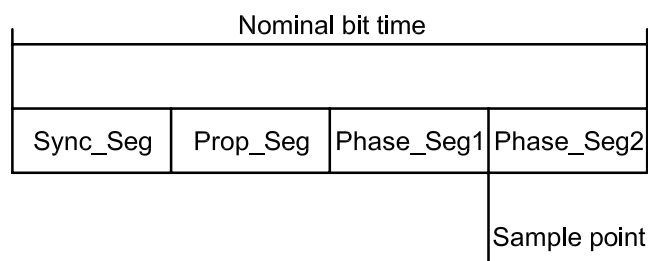 Nominal bit time
Sync_Seg Prop_Seg Phase_Seg1 Phase_Seg2
Sample point